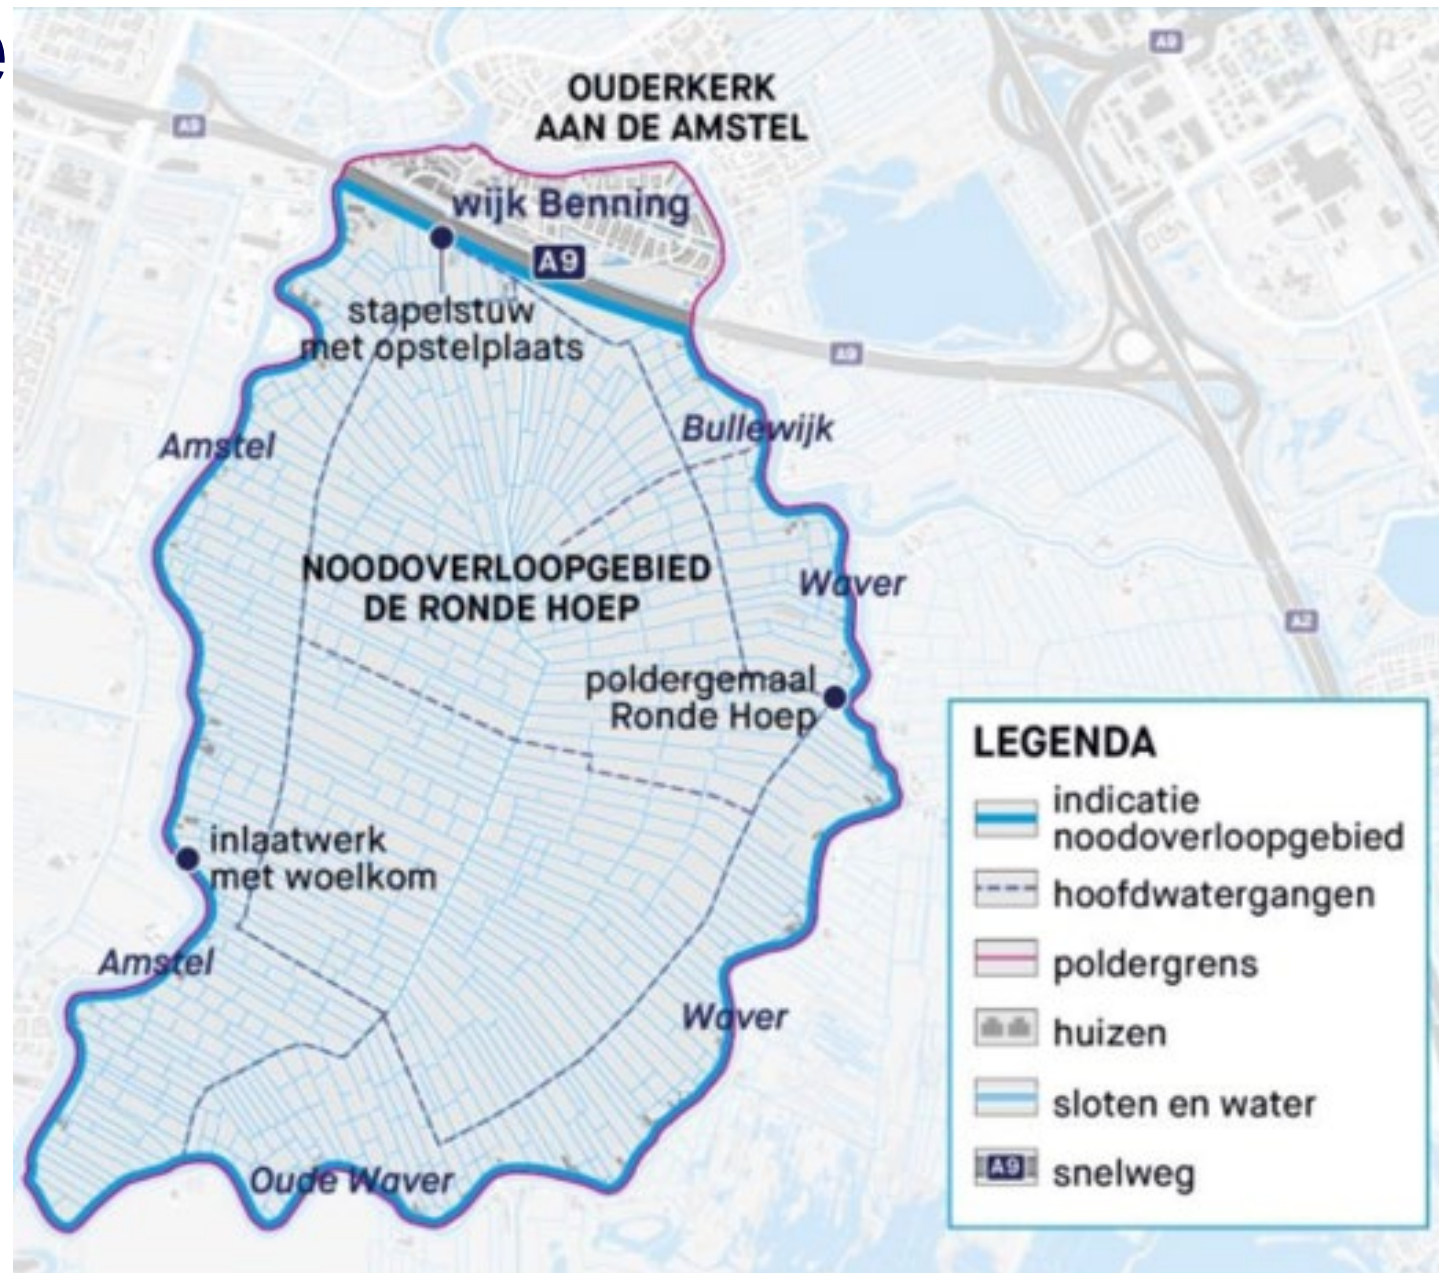 e
A9
A9
OUDERKERK
AAN DE AMSTEL
wijk Benning
A9
stapelstuw
met opstelplaats
A9
Amstel
Bullewijk
NOODOVERLOOPGEBIED
DE RONDE HOEP
Waver
A2
poldergemaal
Ronde Hoep
inlaatwerk
met woelkom
Amstel
Waver
Oude Waver
LEGENDA
indicatie
noodoverloopgebied
hoofdwatergangen
poldergrens
huizen
sloten en water
A9 snelweg